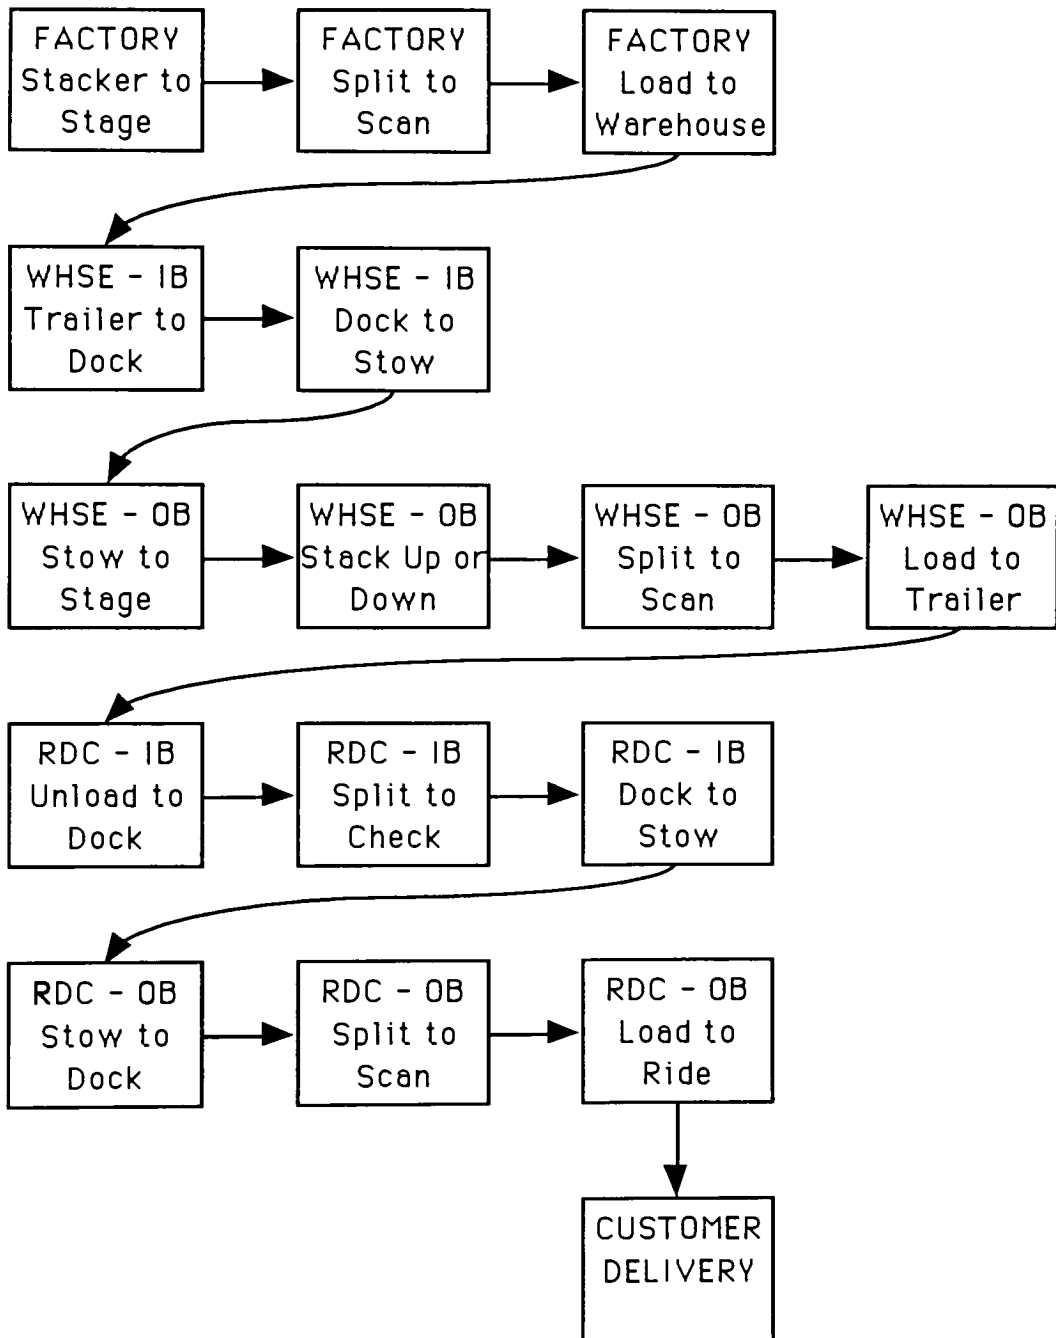 FACTORY
Stacker to
Stage
FACTORY
Split to
Scan
FACTORY
Load to
Warehouse
WHSE - IB
Trailer to
Dock
WHSE - IB
Dock to
Stow
WHSE - OB
Stow to
Stage
WHSE - OB
Stack Up or
Down
WHSE - OB
Split to
Scan
WHSE - OB
Load to
Trailer
RDC - IB
Unload to
Dock
RDC - IB
Split to
Check
RDC - IB
Dock to
Stow
RDC - OB
Stow to
Dock
RDC - OB
Split to
Scan
RDC - OB
Load to
Ride
CUSTOMER
DELIVERY